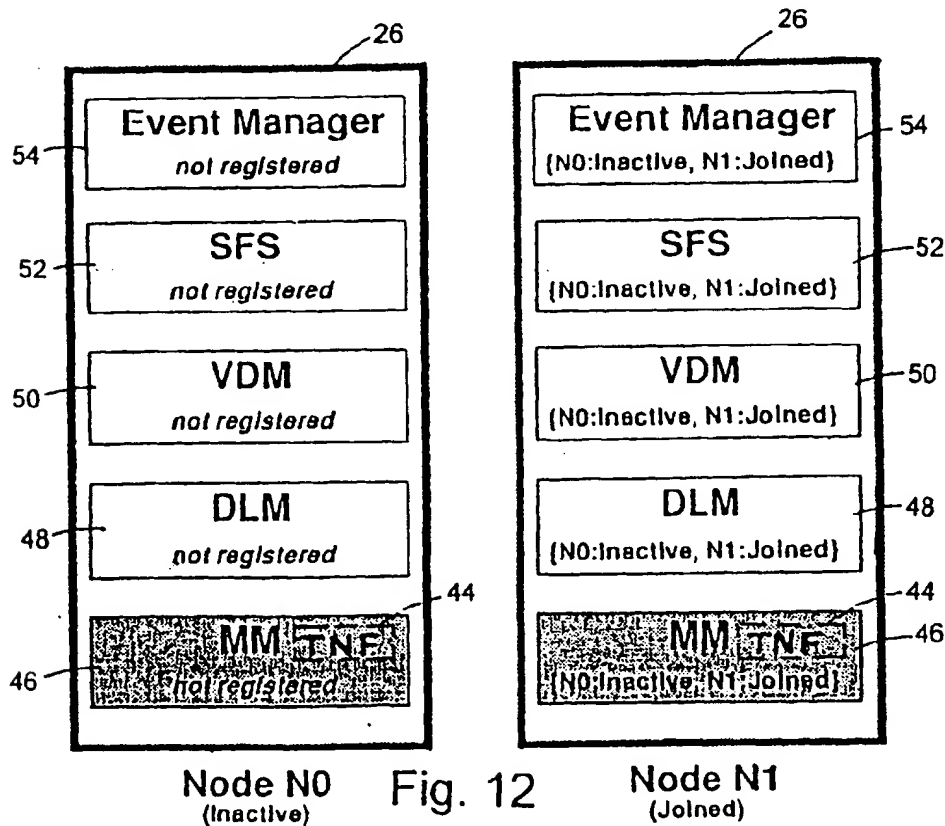 26
26
Event Manager
not registered
54
SFS
not registered
52
VDM
not registered
50
DLM
not registered
48
44
MM TNF
not registered
46
Node N0
(Inactive)
Event Manager
{N0:Inactive, N1:Joined}
54
SFS
{N0:Inactive, N1:Joined}
52
VDM
{N0:Inactive, N1:Joined}
50
DLM
{N0:Inactive, N1:Joined}
48
44
MM TNF
{N0:Inactive, N1:Joined}
46
Node N1
(Joined)
Fig. 12